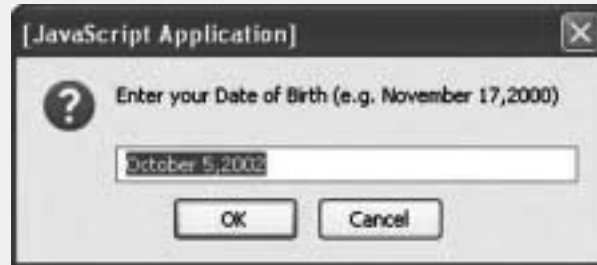 [JavaScript Application]
Enter your Date of Birth (e.g. November 17,2000)
October 5,2002
OK
Cancel